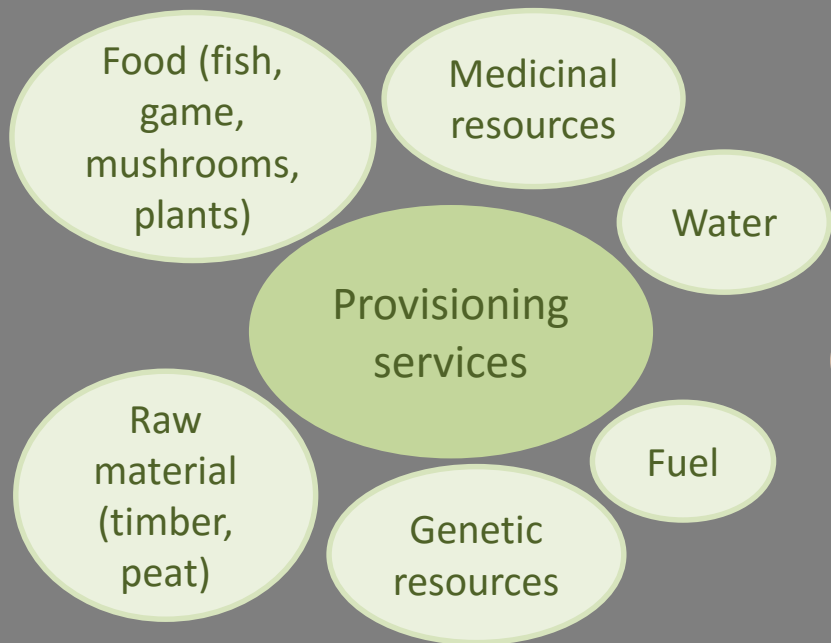 Food (fish,
game,
mushrooms,
plants)
Medicinal
resources
Water
Provisioning
services
Raw
material
(timber,
peat)
Fuel
Genetic
resources